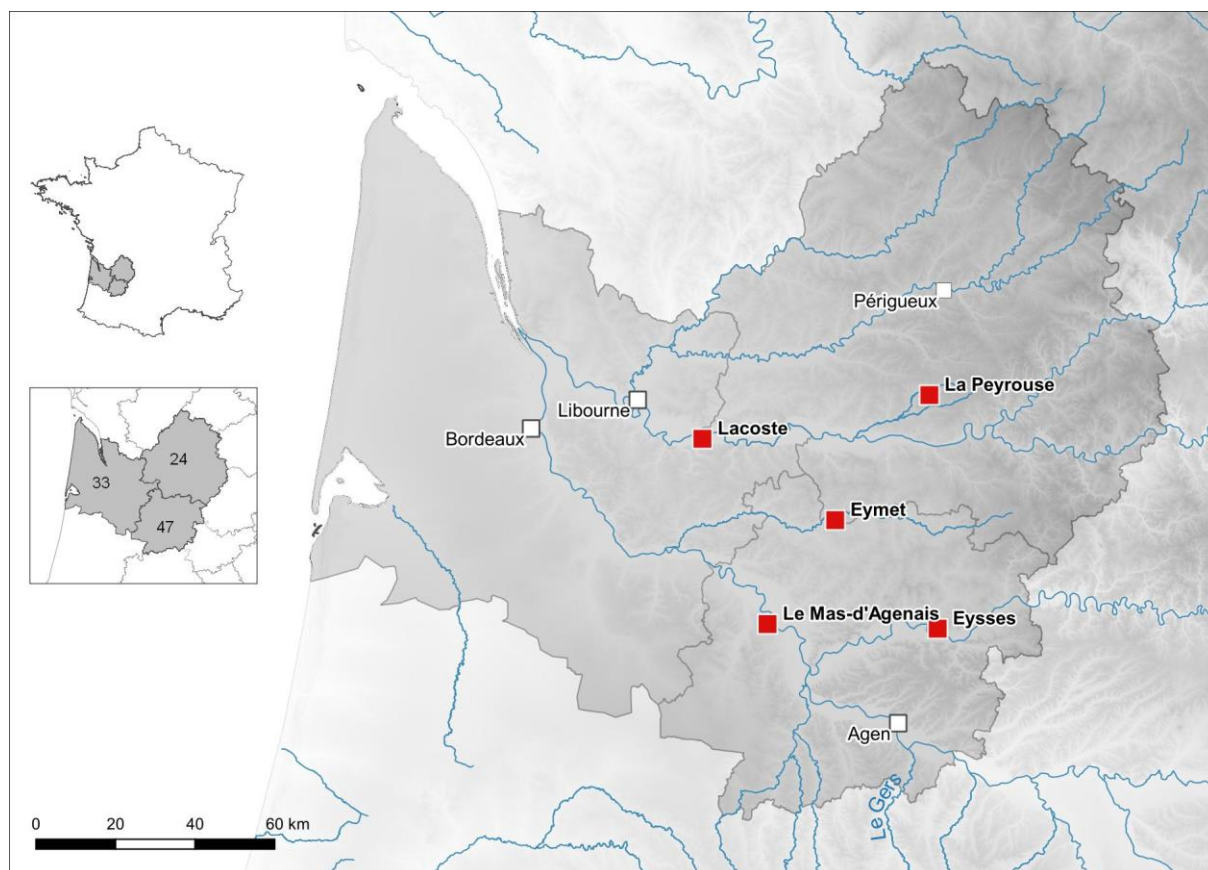 Périgueux
La Peyrouse
Libourne
Lacoste
Bordeaux
24
33
47
Eymet
Le Mas-d'Agenais
Eysses
Agen
Le Gers
0 20 40 60 km